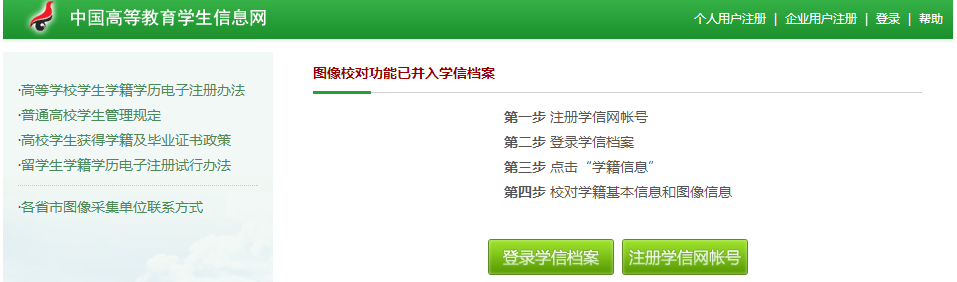 中国高等教育学生信息网
个人用户注册 | 企业用户注册 | 登录 | 帮助
·高等学校学生学籍学历电子注册办法
·普通高校学生管理规定
·高校学生获得学籍及毕业证书政策
·留学生学籍学历电子注册试行办法
·各省市图像采集单位联系方式
图像校对功能已并入学信档案
第一步 注册学信网帐号
第二步 登录学信档案
第三步 点击“学籍信息”
第四步 校对学籍基本信息和图像信息
登录学信档案 注册学信网帐号